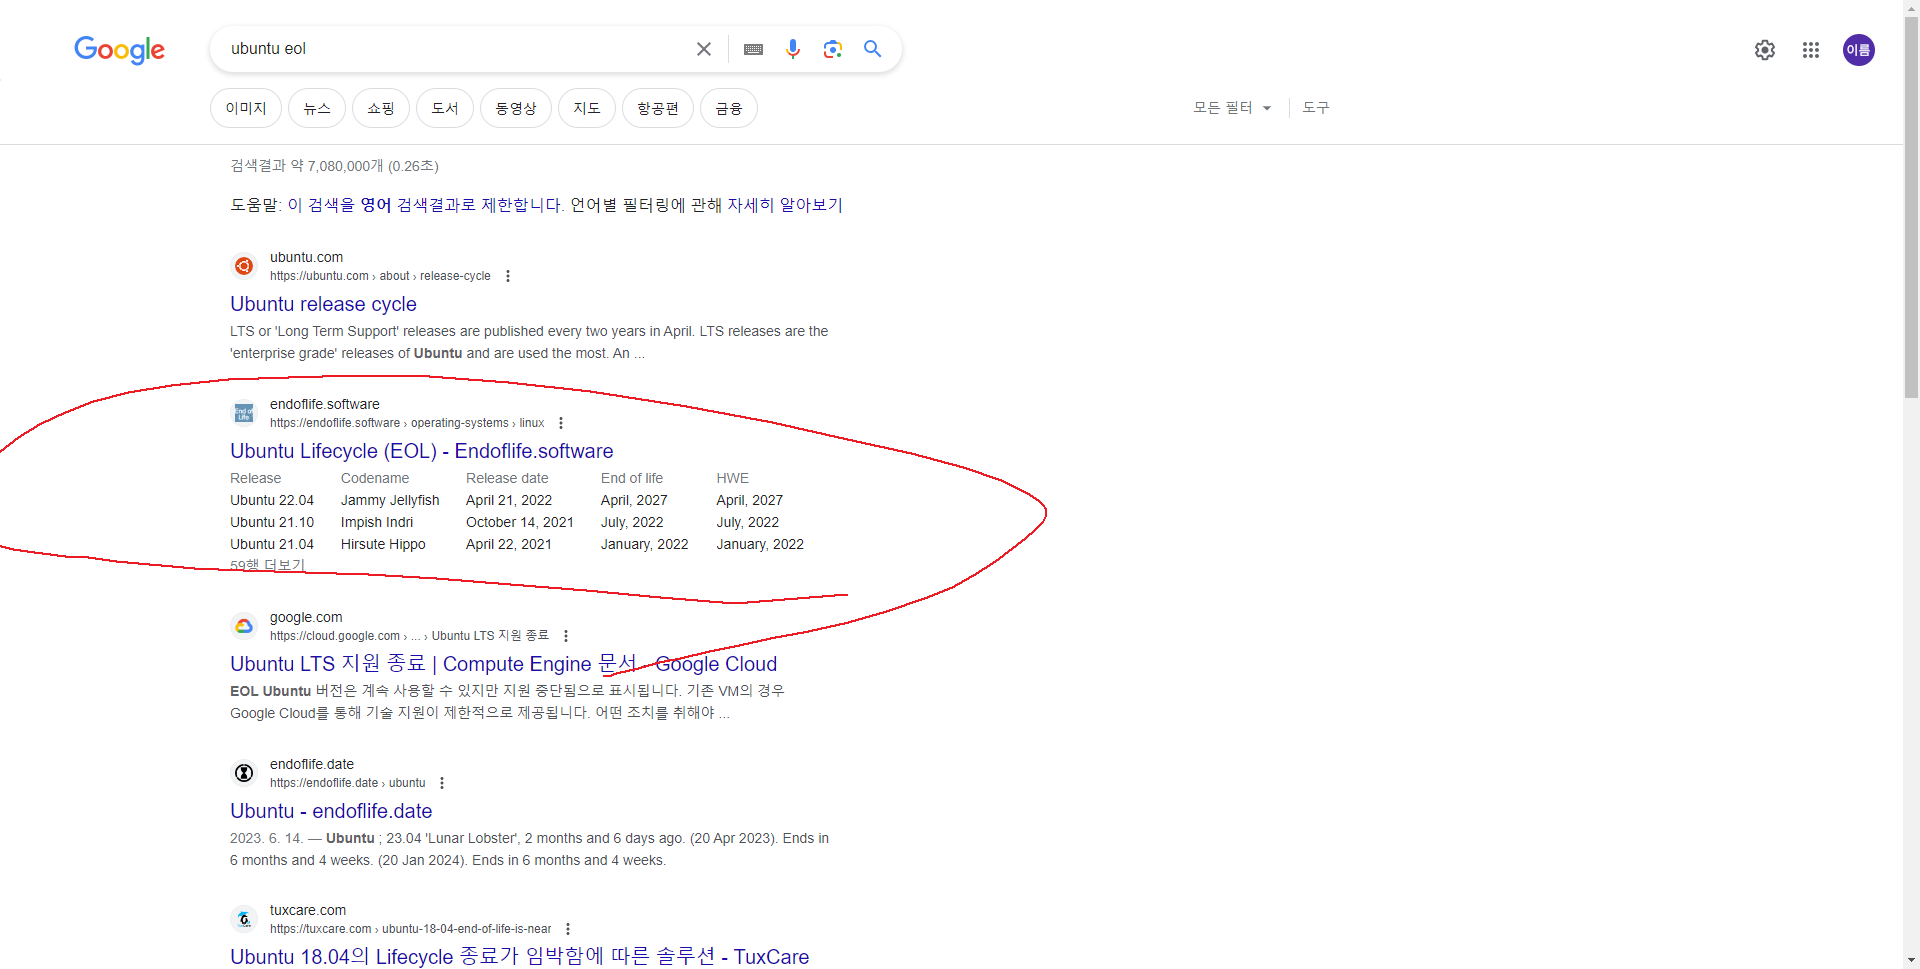 Google
ubuntu eol
이름
이미지 뉴스 쇼핑 도서 동영상 지도 항공편 금융 모든 필터 도구
검색결과 약 7,080,000개 (0.26초)
도움말: 이 검색을 영어 검색결과로 제한합니다. 언어별 필터링에 관해 자세히 알아보기
ubuntu.com
https://ubuntu.com › about › release-cycle
Ubuntu release cycle
LTS or 'Long Term Support' releases are published every two years in April. LTS releases are the
'enterprise grade' releases of Ubuntu and are used the most. An ...
End of
Life
endoflife.software
https://endoflife.software › operating-systems › linux
Ubuntu Lifecycle (EOL) - Endoflife.software
Release Codename Release date End of life HWE
Ubuntu 22.04 Jammy Jellyfish April 21, 2022 April, 2027 April, 2027
Ubuntu 21.10 Impish Indri October 14, 2021 July, 2022 July, 2022
Ubuntu 21.04 Hirsute Hippo April 22, 2021 January, 2022 January, 2022
59행 더보기
google.com
https://cloud.google.com › ... › Ubuntu LTS 지원 종료
Ubuntu LTS 지원 종료 | Compute Engine 문서 - Google Cloud
EOL Ubuntu 버전은 계속 사용할 수 있지만 지원 중단됨으로 표시됩니다. 기존 VM의 경우
Google Cloud를 통해 기술 지원이 제한적으로 제공됩니다. 어떤 조치를 취해야 ...
endoflife.date
https://endoflife.date › ubuntu
Ubuntu - endoflife.date
2023. 6. 14. — Ubuntu ; 23.04 'Lunar Lobster', 2 months and 6 days ago. (20 Apr 2023). Ends in
6 months and 4 weeks. (20 Jan 2024). Ends in 6 months and 4 weeks.
tuxcare.com
https://tuxcare.com › ubuntu-18-04-end-of-life-is-near
Ubuntu 18.04의 Lifecycle 종료가 임박함에 따른 솔루션 - TuxCare